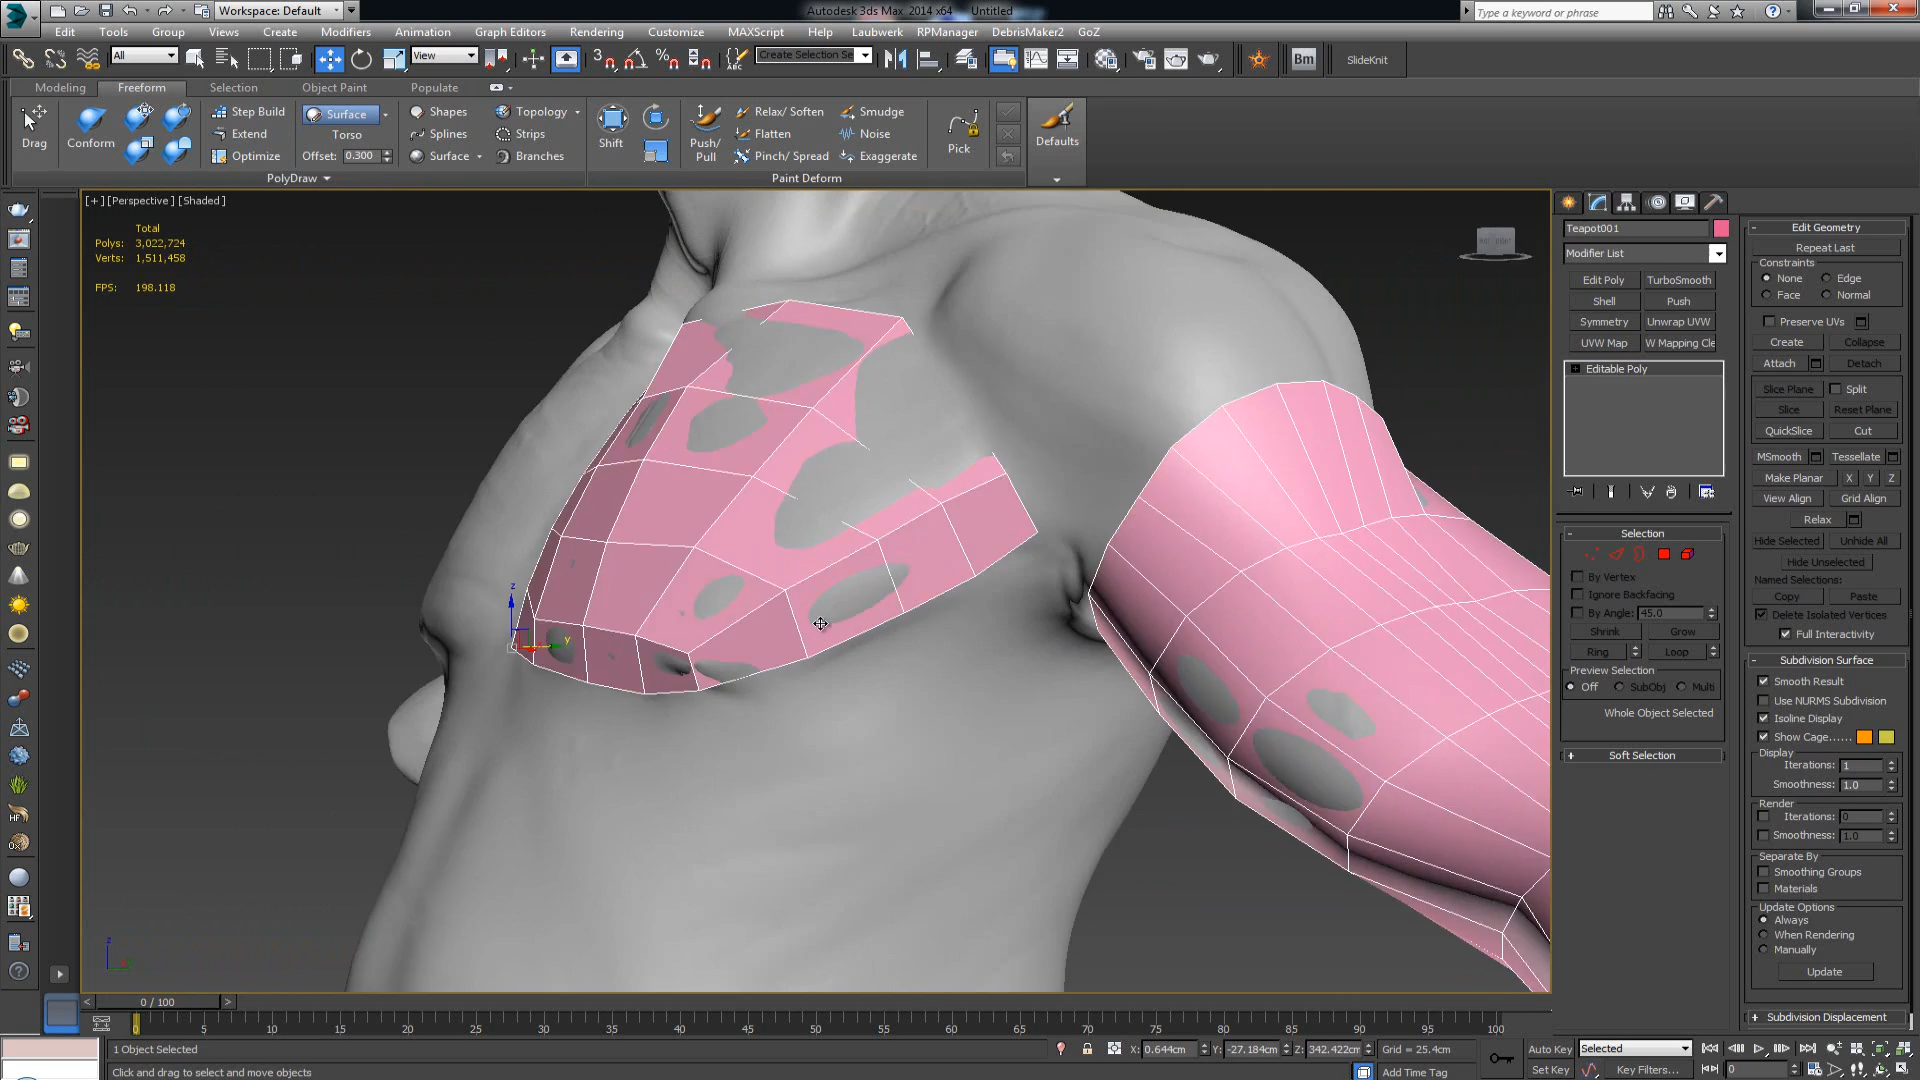 Workspace: Default
Autodesk 3ds Max 2014 x64 Untitled
Type a keyword or phrase
Edit Tools Group Views Create Modifiers Animation Graph Editors Rendering Customize MAXScript Help Laubwerk RPManager DebrisMaker2 GoZ
All View Create Selection Se Bm SlideKnit
Modeling Freeform Selection Object Paint Populate
Drag Conform
Step Build
Extend
Optimize
Surface
Torso
Offset: 0.300
Shapes
Splines
Surface
Topology
Strips
Branches
Shift
Push/
Pull
Relax/ Soften
Flatten
Pinch/ Spread
Smudge
Noise
Exaggerate
Pick
Defaults
PolyDraw Paint Deform
[+] [Perspective] [Shaded]
Total
Polys: 3,022,724
Verts: 1,511,458
FPS: 198.118
z
y
z
Teapot001
Modifier List
Edit Poly TurboSmooth
Shell Push
Symmetry Unwrap UVW
UVW Map W Mapping Cle
Editable Poly
Selection
By Vertex
Ignore Backfacing
By Angle: 45.0
Shrink Grow
Ring Loop
Preview Selection
Off SubObj Multi
Whole Object Selected
Soft Selection
Edit Geometry
Repeat Last
Constraints
None Edge
Face Normal
Preserve UVs
Create Collapse
Attach Detach
Slice Plane Split
Slice Reset Plane
QuickSlice Cut
MSmooth Tessellate
Make Planar X Y Z
View Align Grid Align
Relax
Hide Selected Unhide All
Hide Unselected
Named Selections:
Copy Paste
Delete Isolated Vertices
Full Interactivity
Subdivision Surface
Smooth Result
Use NURMS Subdivision
Isoline Display
Show Cage......
Display
Iterations: 1
Smoothness: 1.0
Render
Iterations: 0
Smoothness: 1.0
Separate By
Smoothing Groups
Materials
Update Options
Always
When Rendering
Manually
Update
Subdivision Displacement
0 / 100
0 5 10 15 20 25 30 35 40 45 50 55 60 65 70 75 80 85 90 95 100
1 Object Selected X: 0.644cm Y: -27.184cm Z: 342.422cm Grid = 25.4cm Auto Key Selected
Click and drag to select and move objects Add Time Tag Set Key Key Filters... 0